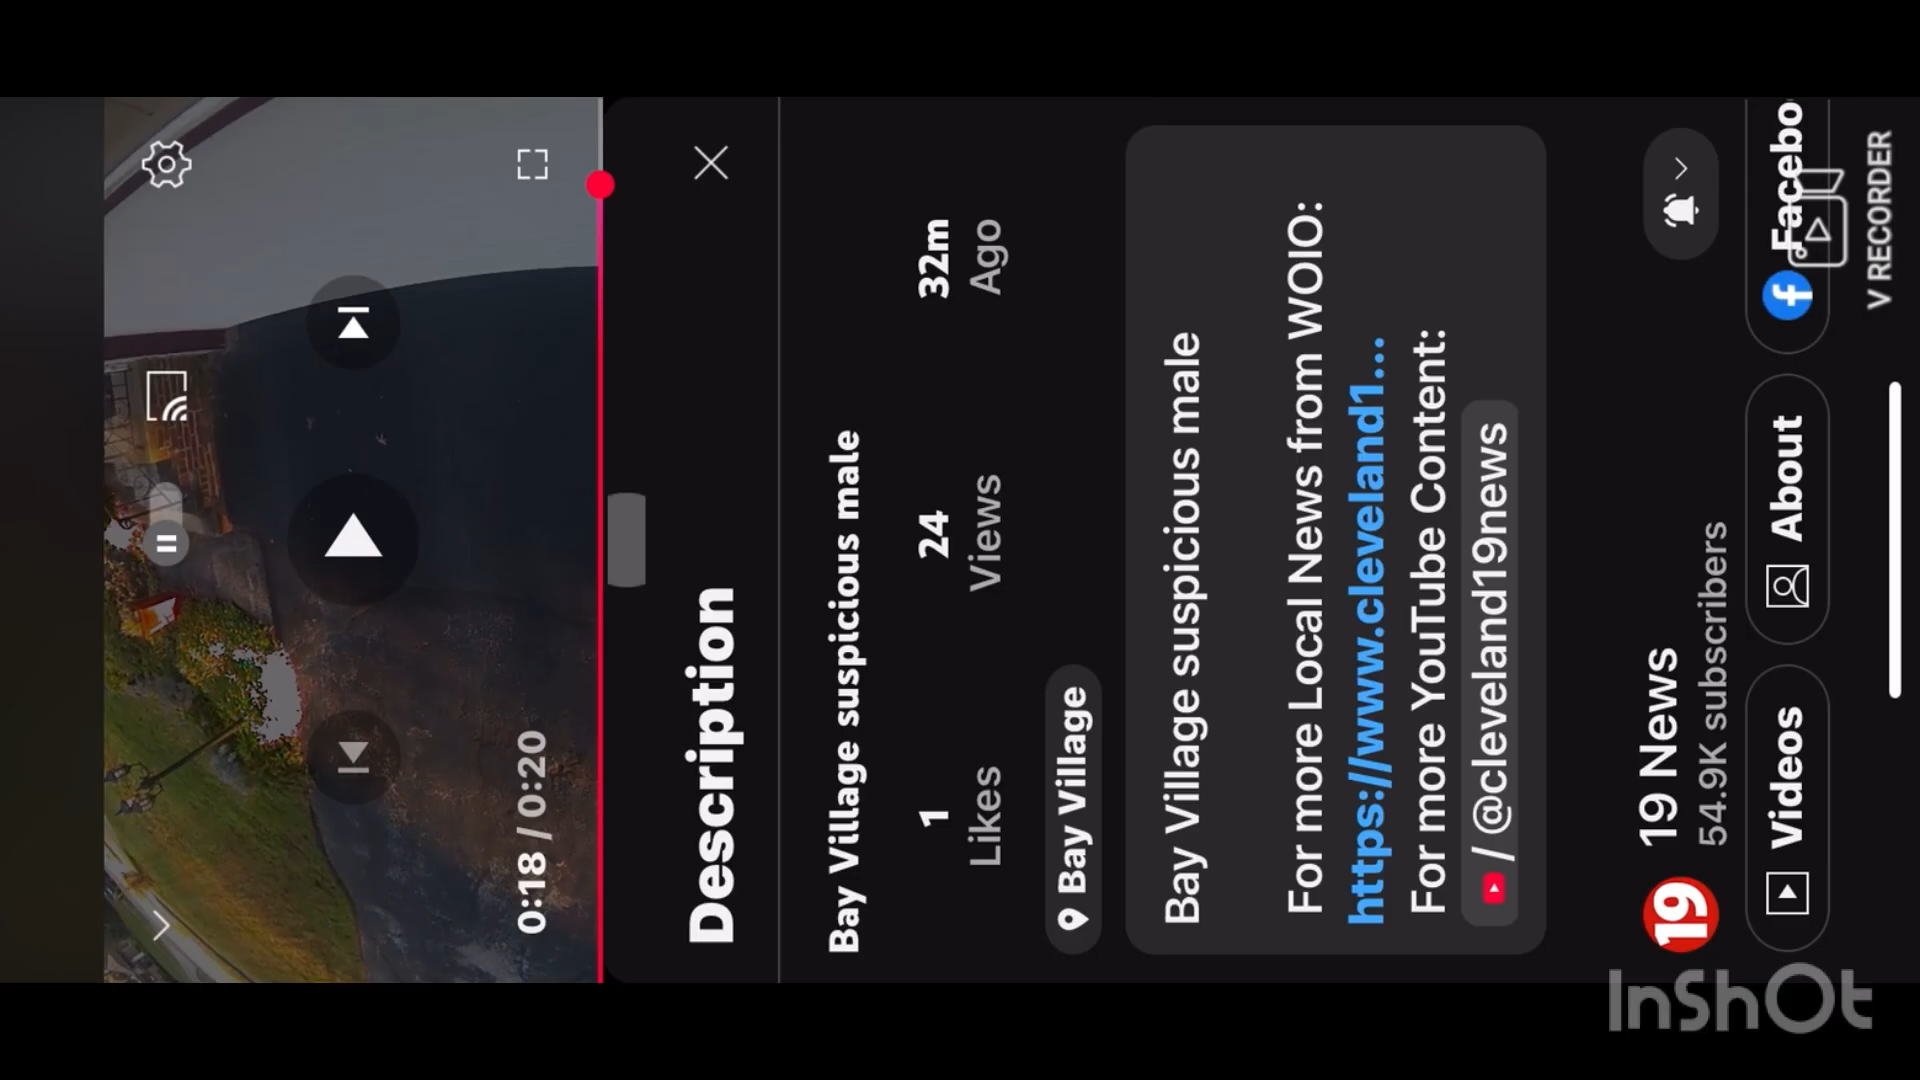 0:18 / 0:20
Description
Bay Village suspicious male
1 24 32m
Likes Views Ago
Bay Village
Bay Village suspicious male
For more Local News from WOIO:
https://www.cleveland1...
For more YouTube Content:
/ @cleveland19news
19 19 News
54.9K subscribers
Videos About Facebo
V RECORDER
InShOt